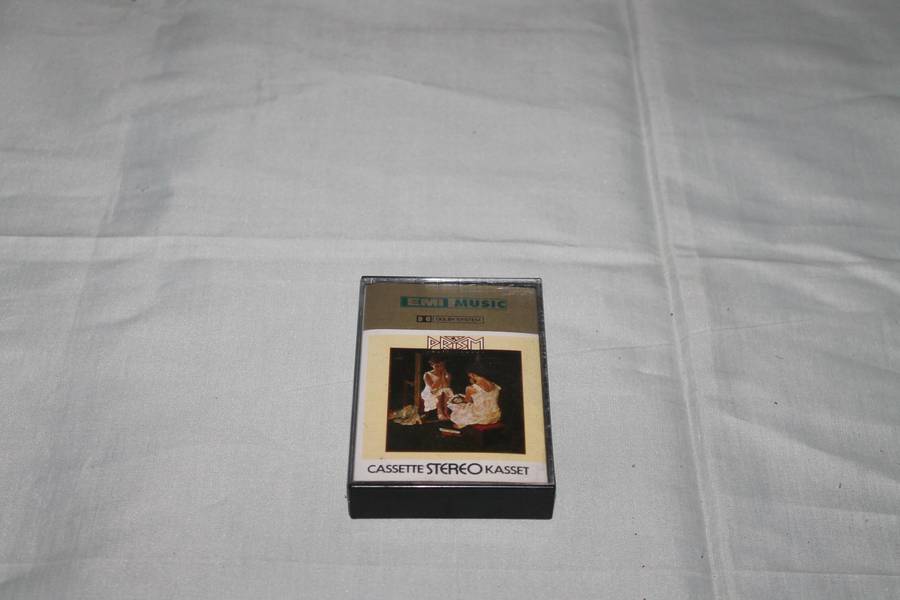 EMI MUSIC
DOLBY SYSTEM
PRISM
CASSETTE STEREO KASSET